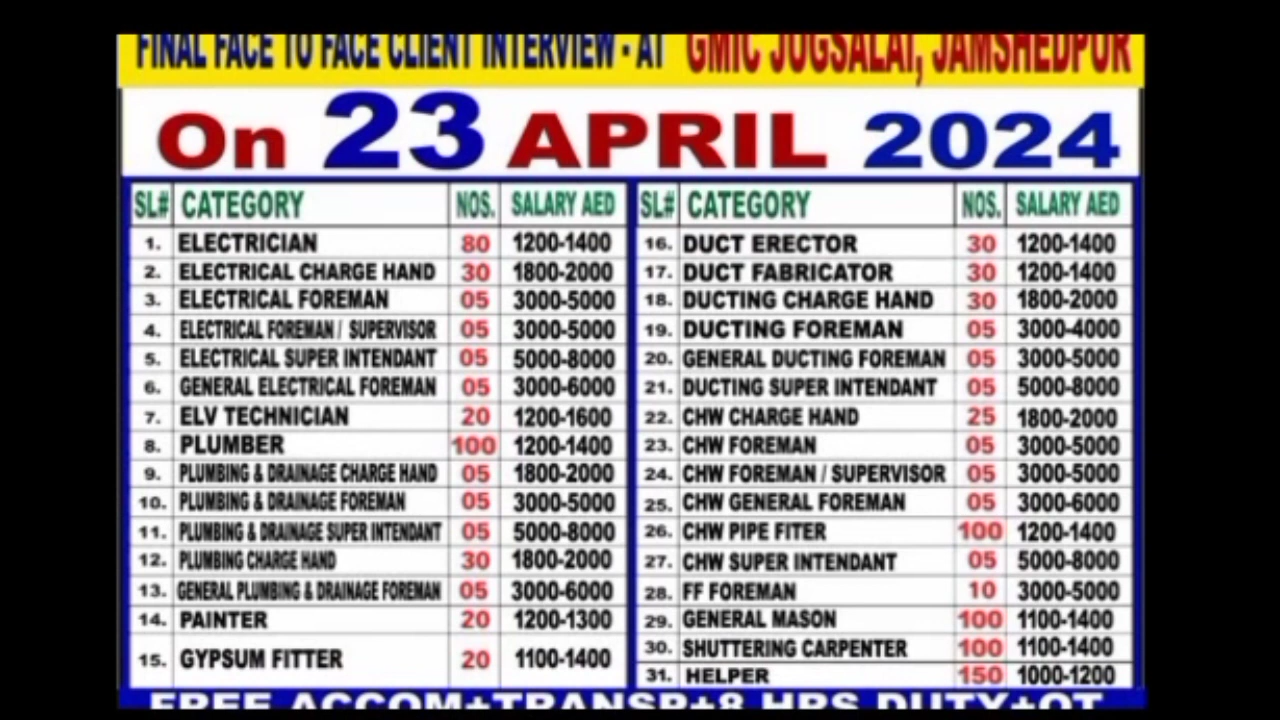 FINAL FACE TO FACE CLIENT INTERVIEW - AT GMIC JUGSALAI, JAMSHEDPUR
On 23 APRIL 2024
SL# CATEGORY NOS. SALARY AED
1. ELECTRICIAN 80 1200-1400
2. ELECTRICAL CHARGE HAND 30 1800-2000
3. ELECTRICAL FOREMAN 05 3000-5000
4. ELECTRICAL FOREMAN / SUPERVISOR 05 3000-5000
5. ELECTRICAL SUPER INTENDANT 05 5000-8000
6. GENERAL ELECTRICAL FOREMAN 05 3000-6000
7. ELV TECHNICIAN 20 1200-1600
8. PLUMBER 100 1200-1400
9. PLUMBING & DRAINAGE CHARGE HAND 05 1800-2000
10. PLUMBING & DRAINAGE FOREMAN 05 3000-5000
11. PLUMBING & DRAINAGE SUPER INTENDANT 05 5000-8000
12. PLUMBING CHARGE HAND 30 1800-2000
13. GENERAL PLUMBING & DRAINAGE FOREMAN 05 3000-6000
14. PAINTER 20 1200-1300
15. GYPSUM FITTER 20 1100-1400
SL# CATEGORY NOS. SALARY AED
16. DUCT ERECTOR 30 1200-1400
17. DUCT FABRICATOR 30 1200-1400
18. DUCTING CHARGE HAND 30 1800-2000
19. DUCTING FOREMAN 05 3000-4000
20. GENERAL DUCTING FOREMAN 05 3000-5000
21. DUCTING SUPER INTENDANT 05 5000-8000
22. CHW CHARGE HAND 25 1800-2000
23. CHW FOREMAN 05 3000-5000
24. CHW FOREMAN / SUPERVISOR 05 3000-5000
25. CHW GENERAL FOREMAN 05 3000-6000
26. CHW PIPE FITER 100 1200-1400
27. CHW SUPER INTENDANT 05 5000-8000
28. FF FOREMAN 10 3000-5000
29. GENERAL MASON 100 1100-1400
30. SHUTTERING CARPENTER 100 1100-1400
31. HELPER 150 1000-1200
FREE ACCOM+TRANSP+8 HRS DUTY+OT